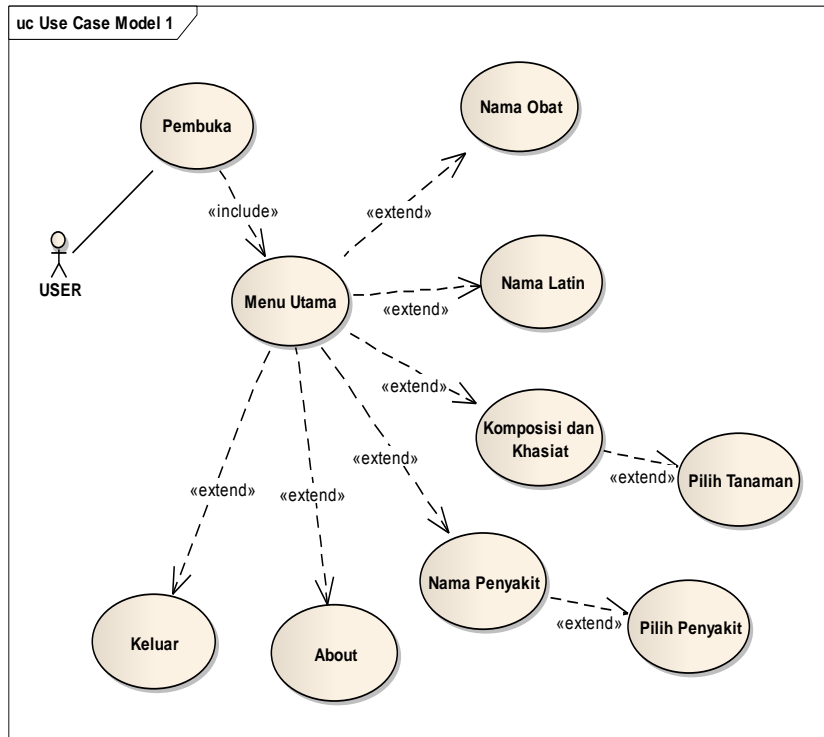 uc Use Case Model 1
Nama Obat
Pembuka
«include»
«extend»
USER
Menu Utama
Nama Latin
«extend»
«extend»
Komposisi dan
Khasiat
«extend»
Pilih Tanaman
«extend»
«extend»
«extend»
Nama Penyakit
«extend»
Pilih Penyakit
Keluar
About